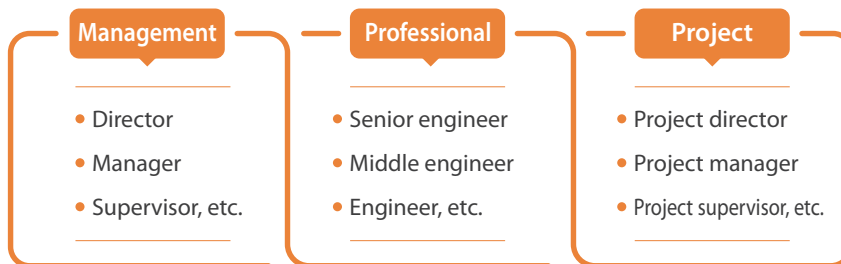 Management
• Director
• Manager
• Supervisor, etc.
Professional
• Senior engineer
• Middle engineer
• Engineer, etc.
Project
• Project director
• Project manager
• Project supervisor, etc.